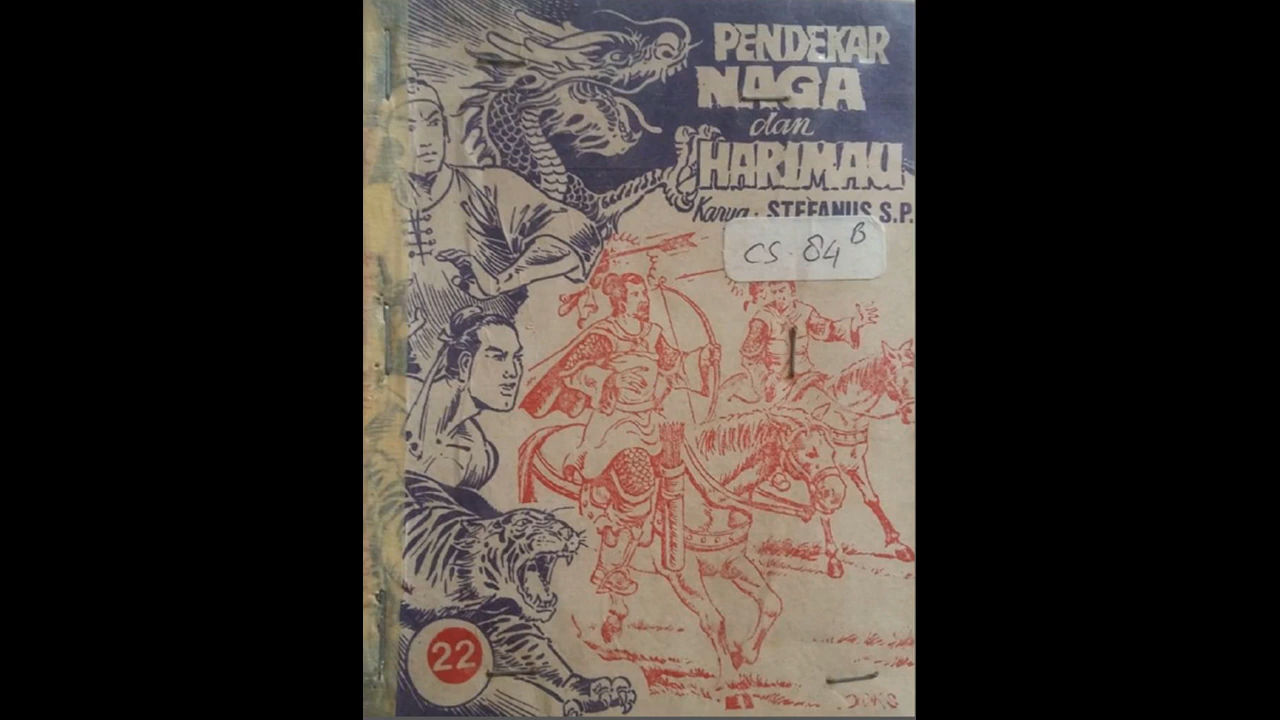 PENDEKAR
NAGA
dan
HARIMAU
Karya: STEFANUS S.P.
CS. 84 B
22